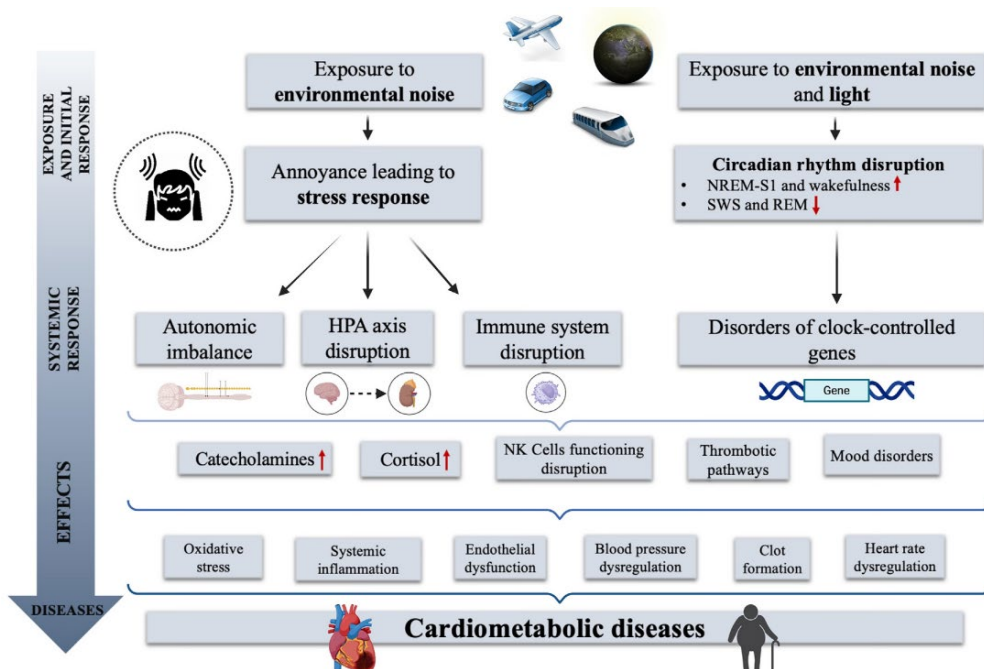 EXPOSURE
AND INITIAL
RESPONSE
Exposure to
environmental noise
Exposure to environmental noise
and light
Annoyance leading to
stress response
Circadian rhythm disruption
• NREM-S1 and wakefulness
• SWS and REM
SYSTEMIC
RESPONSE
Autonomic
imbalance
HPA axis
disruption
Immune system
disruption
Disorders of clock-controlled
genes
Gene
EFFECTS
Catecholamines
Cortisol
NK Cells functioning
disruption
Thrombotic
pathways
Mood disorders
Oxidative
stress
Systemic
inflammation
Endothelial
dysfunction
Blood pressure
dysregulation
Clot
formation
Heart rate
dysregulation
DISEASES
Cardiometabolic diseases